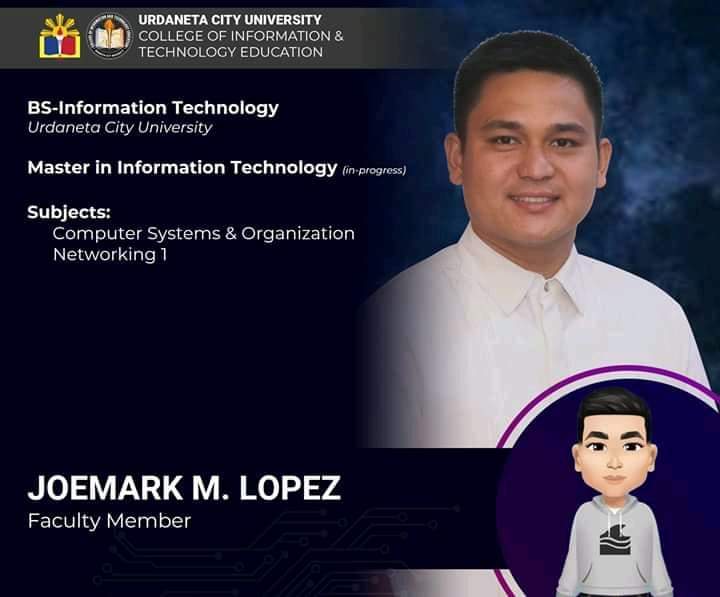 URDANETA CITY UNIVERSITY
COLLEGE OF INFORMATION &
TECHNOLOGY EDUCATION
BS-Information Technology
Urdaneta City University
Master in Information Technology (in-progress)
Subjects:
Computer Systems & Organization
Networking 1
JOEMARK M. LOPEZ
Faculty Member